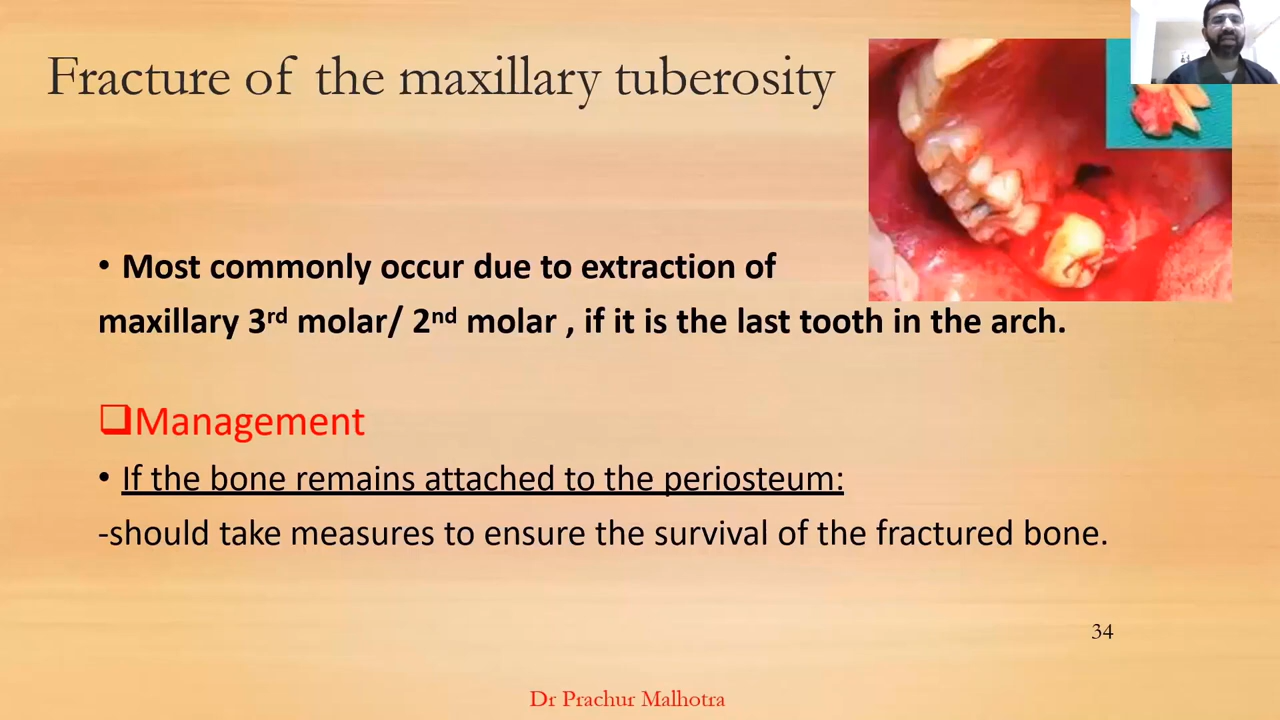 Fracture of the maxillary tuberosity
• Most commonly occur due to extraction of
maxillary 3rd molar/ 2nd molar , if it is the last tooth in the arch.
❑Management
• If the bone remains attached to the periosteum:
-should take measures to ensure the survival of the fractured bone.
34
Dr Prachur Malhotra